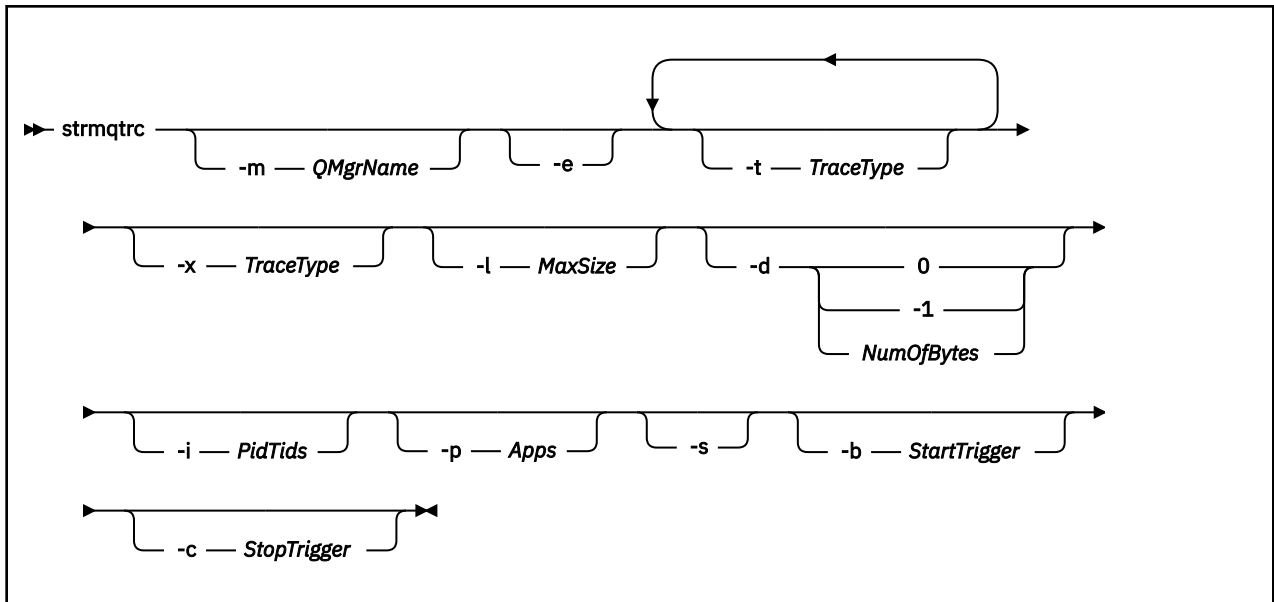 strmqtrc
-m QMgrName -e -t TraceType
-x TraceType -l MaxSize -d 0
-1
NumOfBytes
-i PidTids -p Apps -s -b StartTrigger
-c StopTrigger